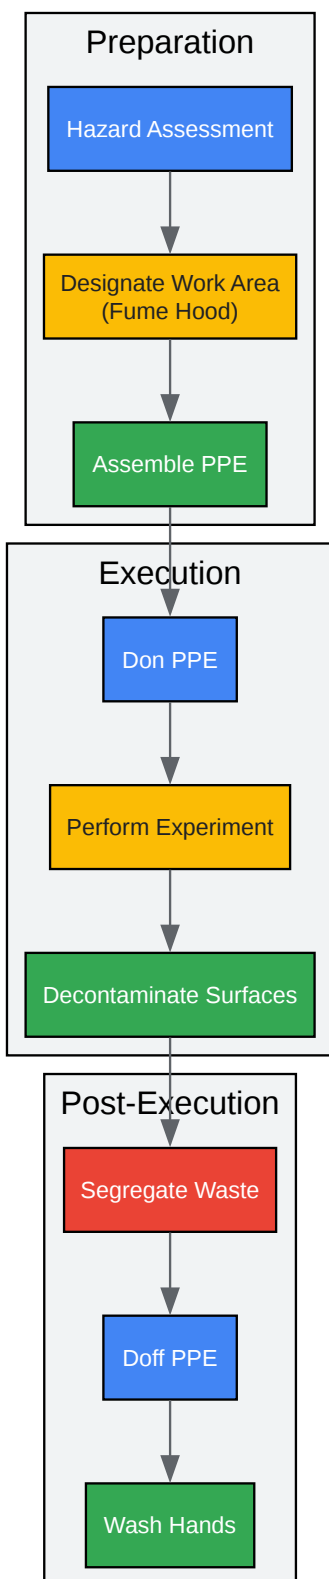 Preparation
Hazard Assessment
Designate Work Area
(Fume Hood)
Assemble PPE
Execution
Don PPE
Perform Experiment
Decontaminate Surfaces
Post-Execution
Segregate Waste
Doff PPE
Wash Hands